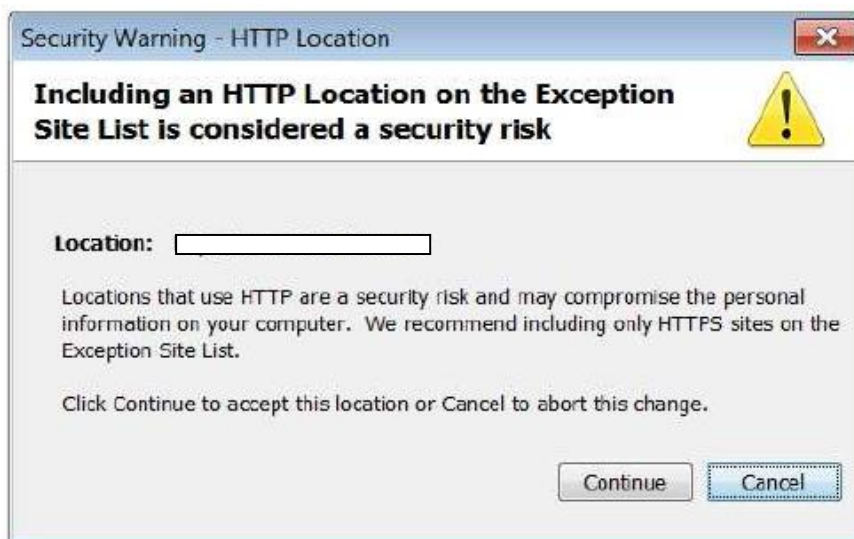 Security Warning - HTTP Location
Including an HTTP Location on the Exception
Site List is considered a security risk
Location:
Locations that use HTTP are a security risk and may compromise the personal
information on your computer. We recommend including only HTTPS sites on the
Exception Site List.
Click Continue to accept this location or Cancel to abort this change.
Continue
Cancel